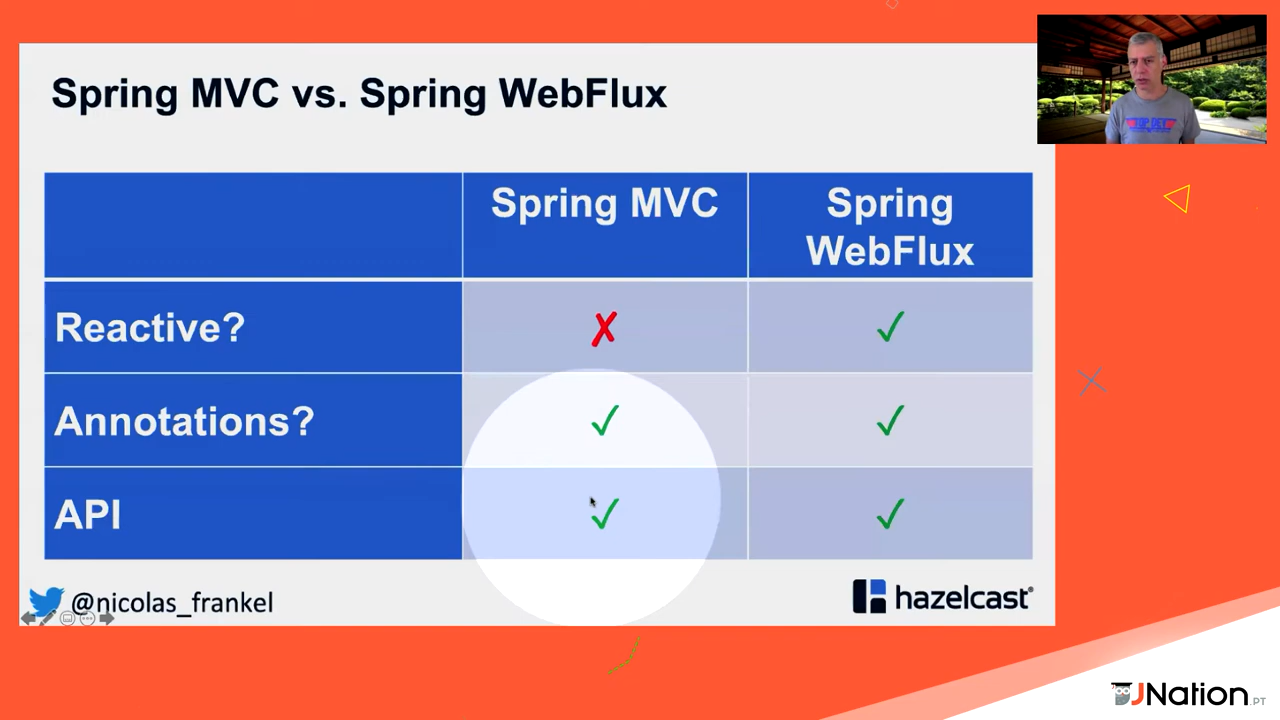 Spring MVC vs. Spring WebFlux
Spring MVC
Spring
WebFlux
Reactive?
✗
✓
Annotations?
✓
✓
API
✓
✓
@nicolas_frankel
hazelcast
JNation.PT